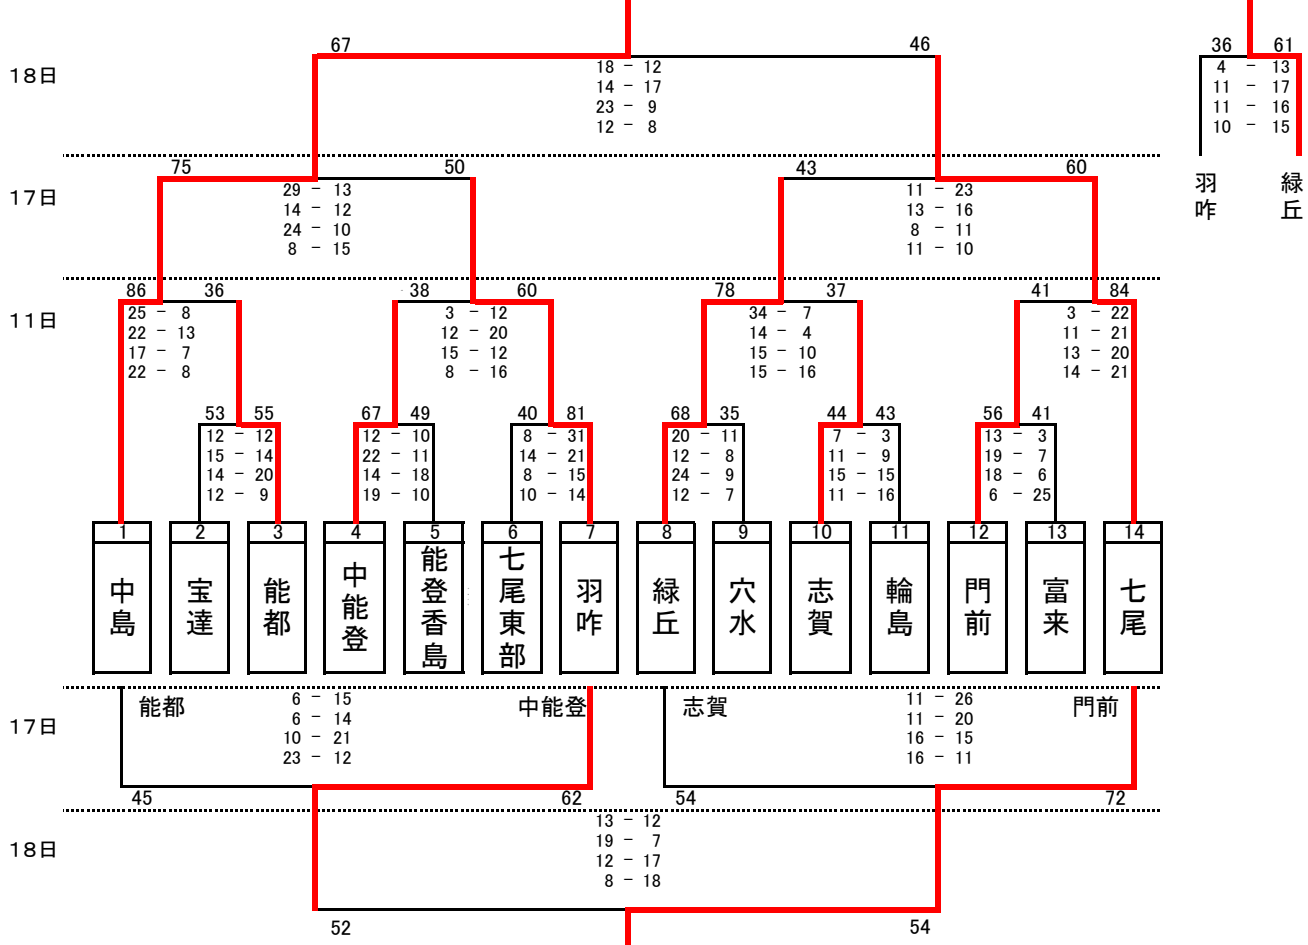 67 46 36 61
18日
18 - 12 4 - 13
14 - 17 11 - 17
23 - 9 11 - 16
12 - 8 10 - 15
75 50 43 60
羽咋 緑丘
17日
29 - 13 11 - 23
14 - 12 13 - 16
24 - 10 8 - 11
8 - 15 11 - 10
86 36 38 60 78 37 41 84
11日
25 - 8 3 - 12 34 - 7 3 - 22
22 - 13 12 - 20 14 - 4 11 - 21
17 - 7 15 - 12 15 - 10 13 - 20
22 - 8 8 - 16 15 - 16 14 - 21
53 55 67 49 40 81 68 35 44 43 56 41
12 - 12 12 - 10 8 - 31 20 - 11 7 - 3 13 - 3
15 - 14 22 - 11 14 - 21 12 - 8 11 - 9 19 - 7
14 - 20 14 - 18 8 - 15 24 - 9 15 - 15 18 - 6
12 - 9 19 - 10 10 - 14 12 - 7 11 - 16 6 - 25
1 2 3 4 5 6 7 8 9 10 11 12 13 14
中島 宝達 能都 中能登 能登香島 七尾東部 羽咋 緑丘 穴水 志賀 輪島 門前 富来 七尾
17日
能都 中能登 志賀 門前
6 - 15 11 - 26
6 - 14 11 - 20
10 - 21 16 - 15
23 - 12 16 - 11
45 62 54 72
18日
13 - 12
19 - 7
12 - 17
8 - 18
52 54